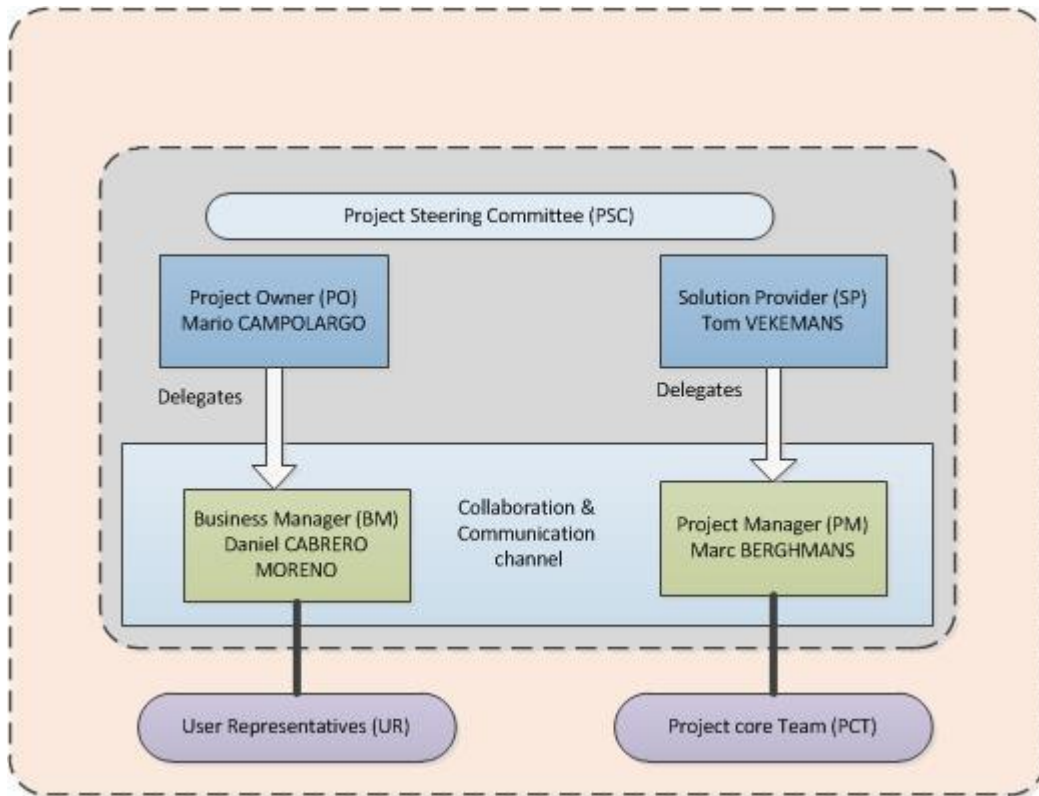 Project Steering Committee (PSC)
Project Owner (PO)
Mario CAMPOLARGO
Solution Provider (SP)
Tom VEKEMANS
Delegates
Delegates
Business Manager (BM)
Daniel CABRERO
MORENO
Collaboration &
Communication
channel
Project Manager (PM)
Marc BERGHMANS
User Representatives (UR)
Project core Team (PCT)